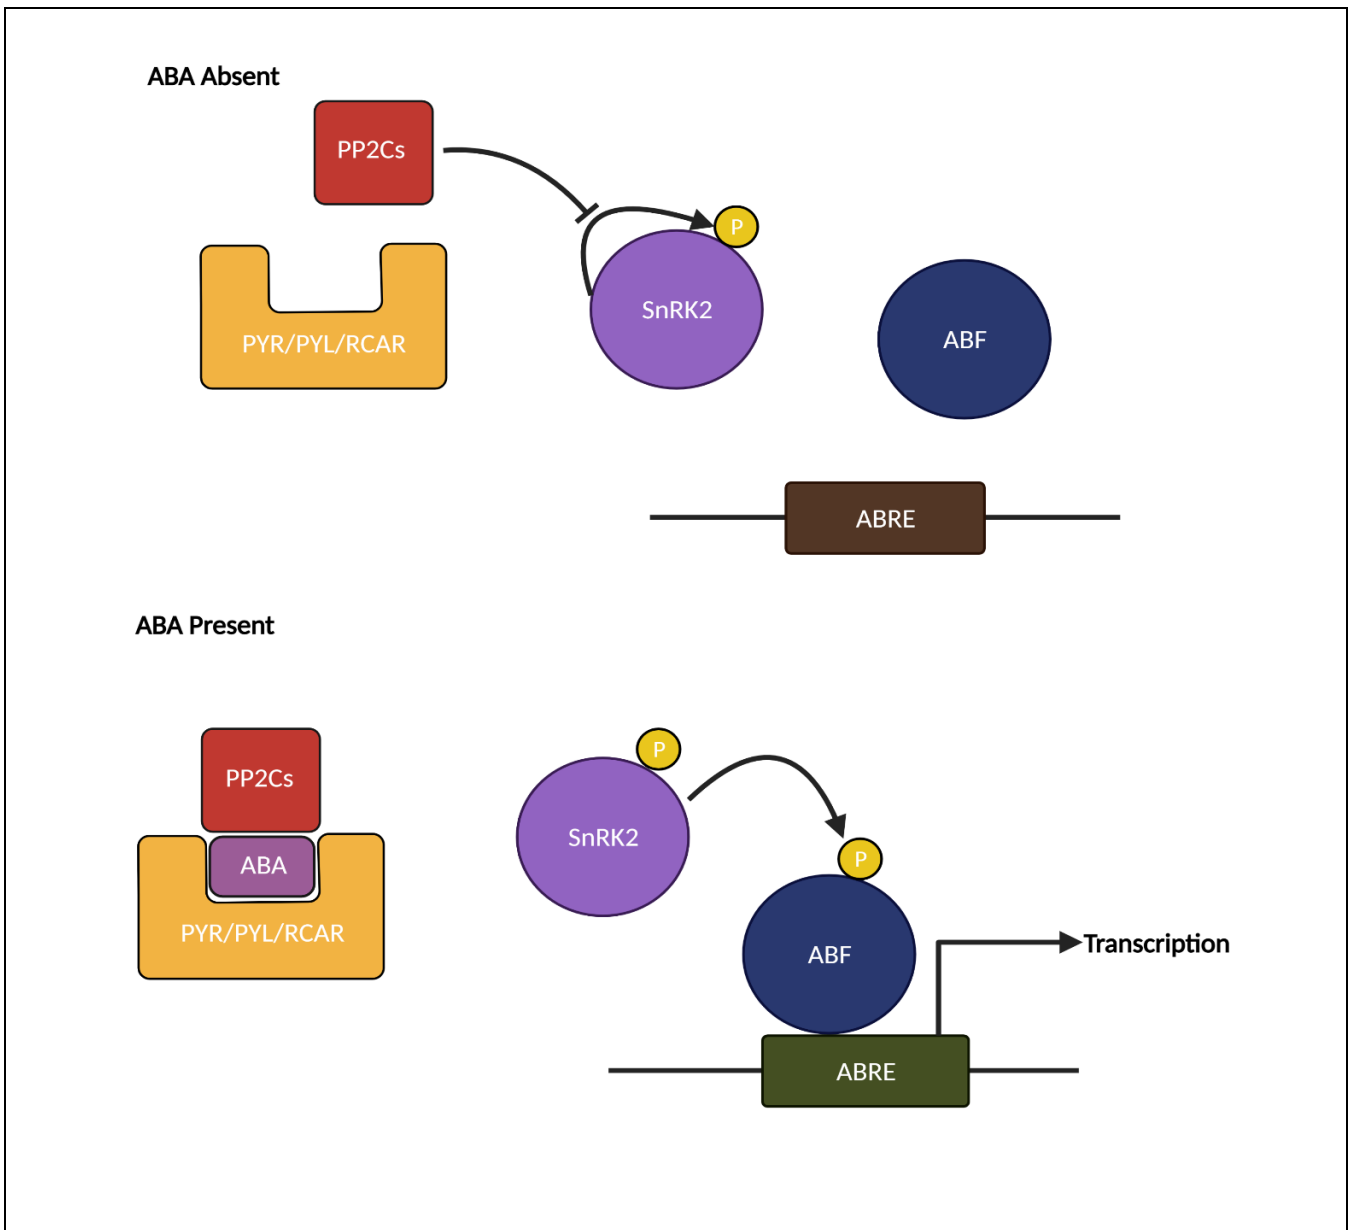 ABA Absent
PP2Cs
P
SnRK2
PYR/PYL/RCAR
ABF
ABRE
ABA Present
P
PP2Cs
SnRK2
ABA
P
PYR/PYL/RCAR
ABF
Transcription
ABRE